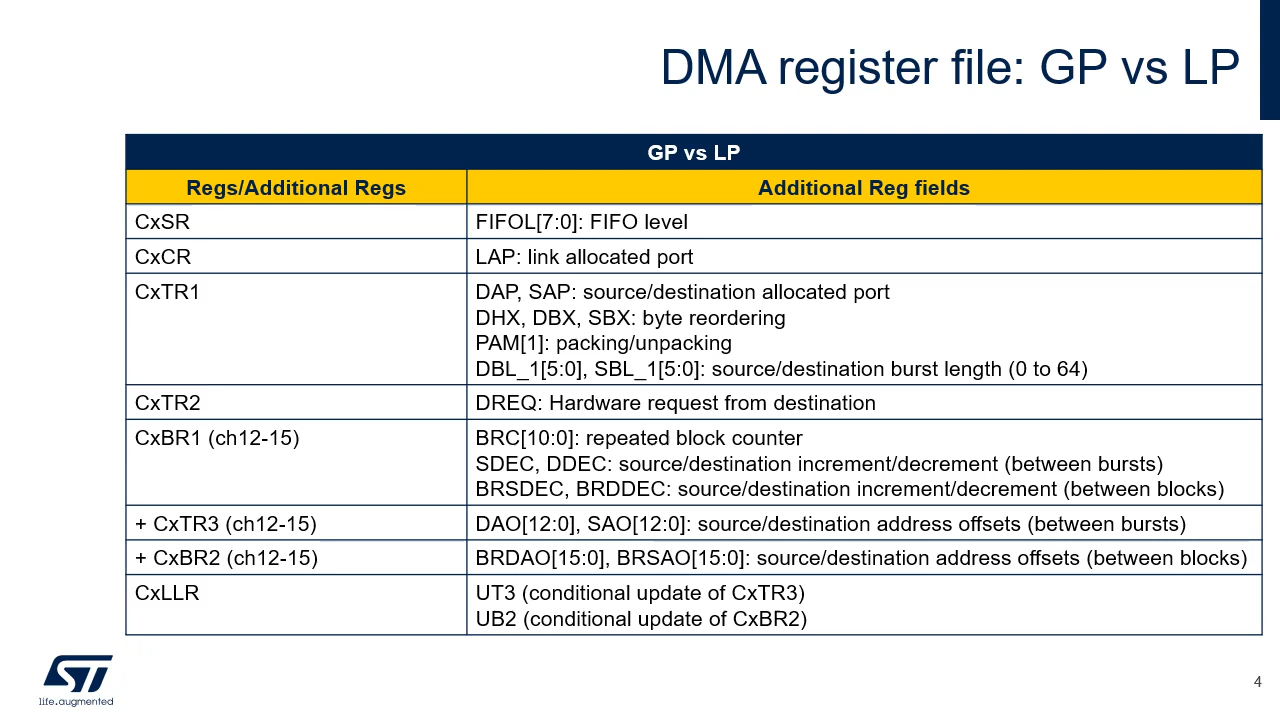 DMA register file: GP vs LP
GP vs LP
Regs/Additional Regs
Additional Reg fields
CxSR
FIFOL[7:0]: FIFO level
CxCR
LAP: link allocated port
CxTR1
DAP, SAP: source/destination allocated port
DHX, DBX, SBX: byte reordering
PAM[1]: packing/unpacking
DBL_1[5:0], SBL_1[5:0]: source/destination burst length (0 to 64)
CxTR2
DREQ: Hardware request from destination
CxBR1 (ch12-15)
BRC[10:0]: repeated block counter
SDEC, DDEC: source/destination increment/decrement (between bursts)
BRSDEC, BRDDEC: source/destination increment/decrement (between blocks)
+ CxTR3 (ch12-15)
DAO[12:0], SAO[12:0]: source/destination address offsets (between bursts)
+ CxBR2 (ch12-15)
BRDAO[15:0], BRSAO[15:0]: source/destination address offsets (between blocks)
CxLLR
UT3 (conditional update of CxTR3)
UB2 (conditional update of CxBR2)
ST
life.augmented
4